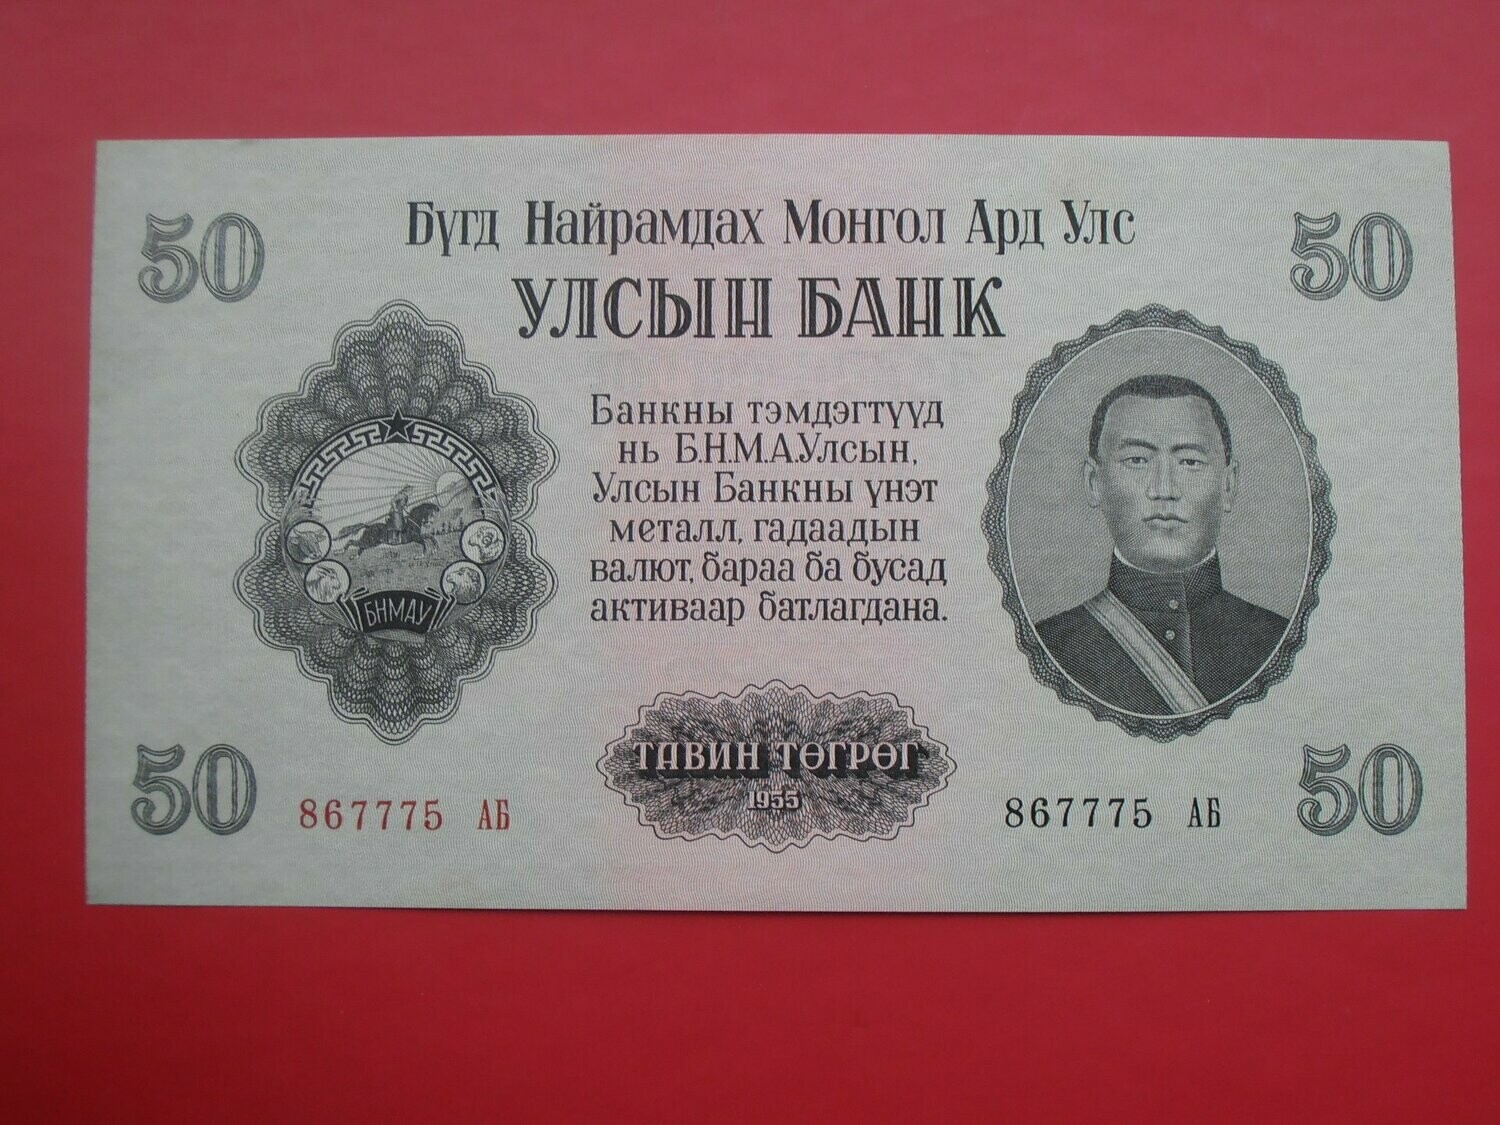 50
Бүгд Найрамдах Монгол Ард Улс
50
УЛСЫН БАНК
Банкны тэмдэгтүүд
нь Б.Н.М.А.Улсын,
Улсын Банкны үнэт
металл, гадаадын
валют, бараа ба бусад
активаар батлагдана.
БНМАУ
ТАВИН ТӨГРӨГ
1955
50
867775 АБ
867775 АБ
50